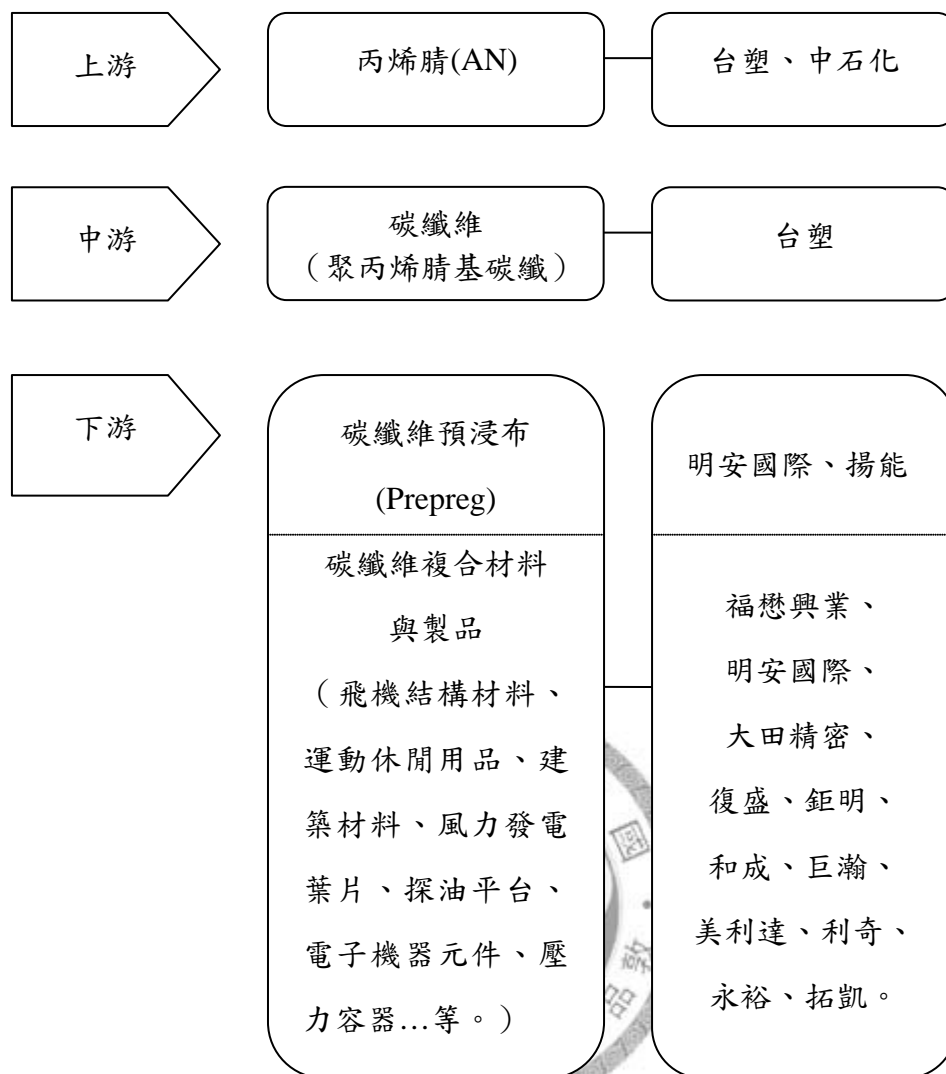 上游
丙烯腈(AN)
台塑、中石化
中游
碳纖維
（聚丙烯腈基碳纖）
台塑
下游
碳纖維預浸布
(Prepreg)
明安國際、揚能
碳纖維複合材料
與製品
（飛機結構材料、
運動休閒用品、建
築材料、風力發電
葉片、探油平台、
電子機器元件、壓
力容器…等。）
福懋興業、
明安國際、
大田精密、
復盛、鉅明、
和成、巨瀚、
美利達、利奇、
永裕、拓凱。